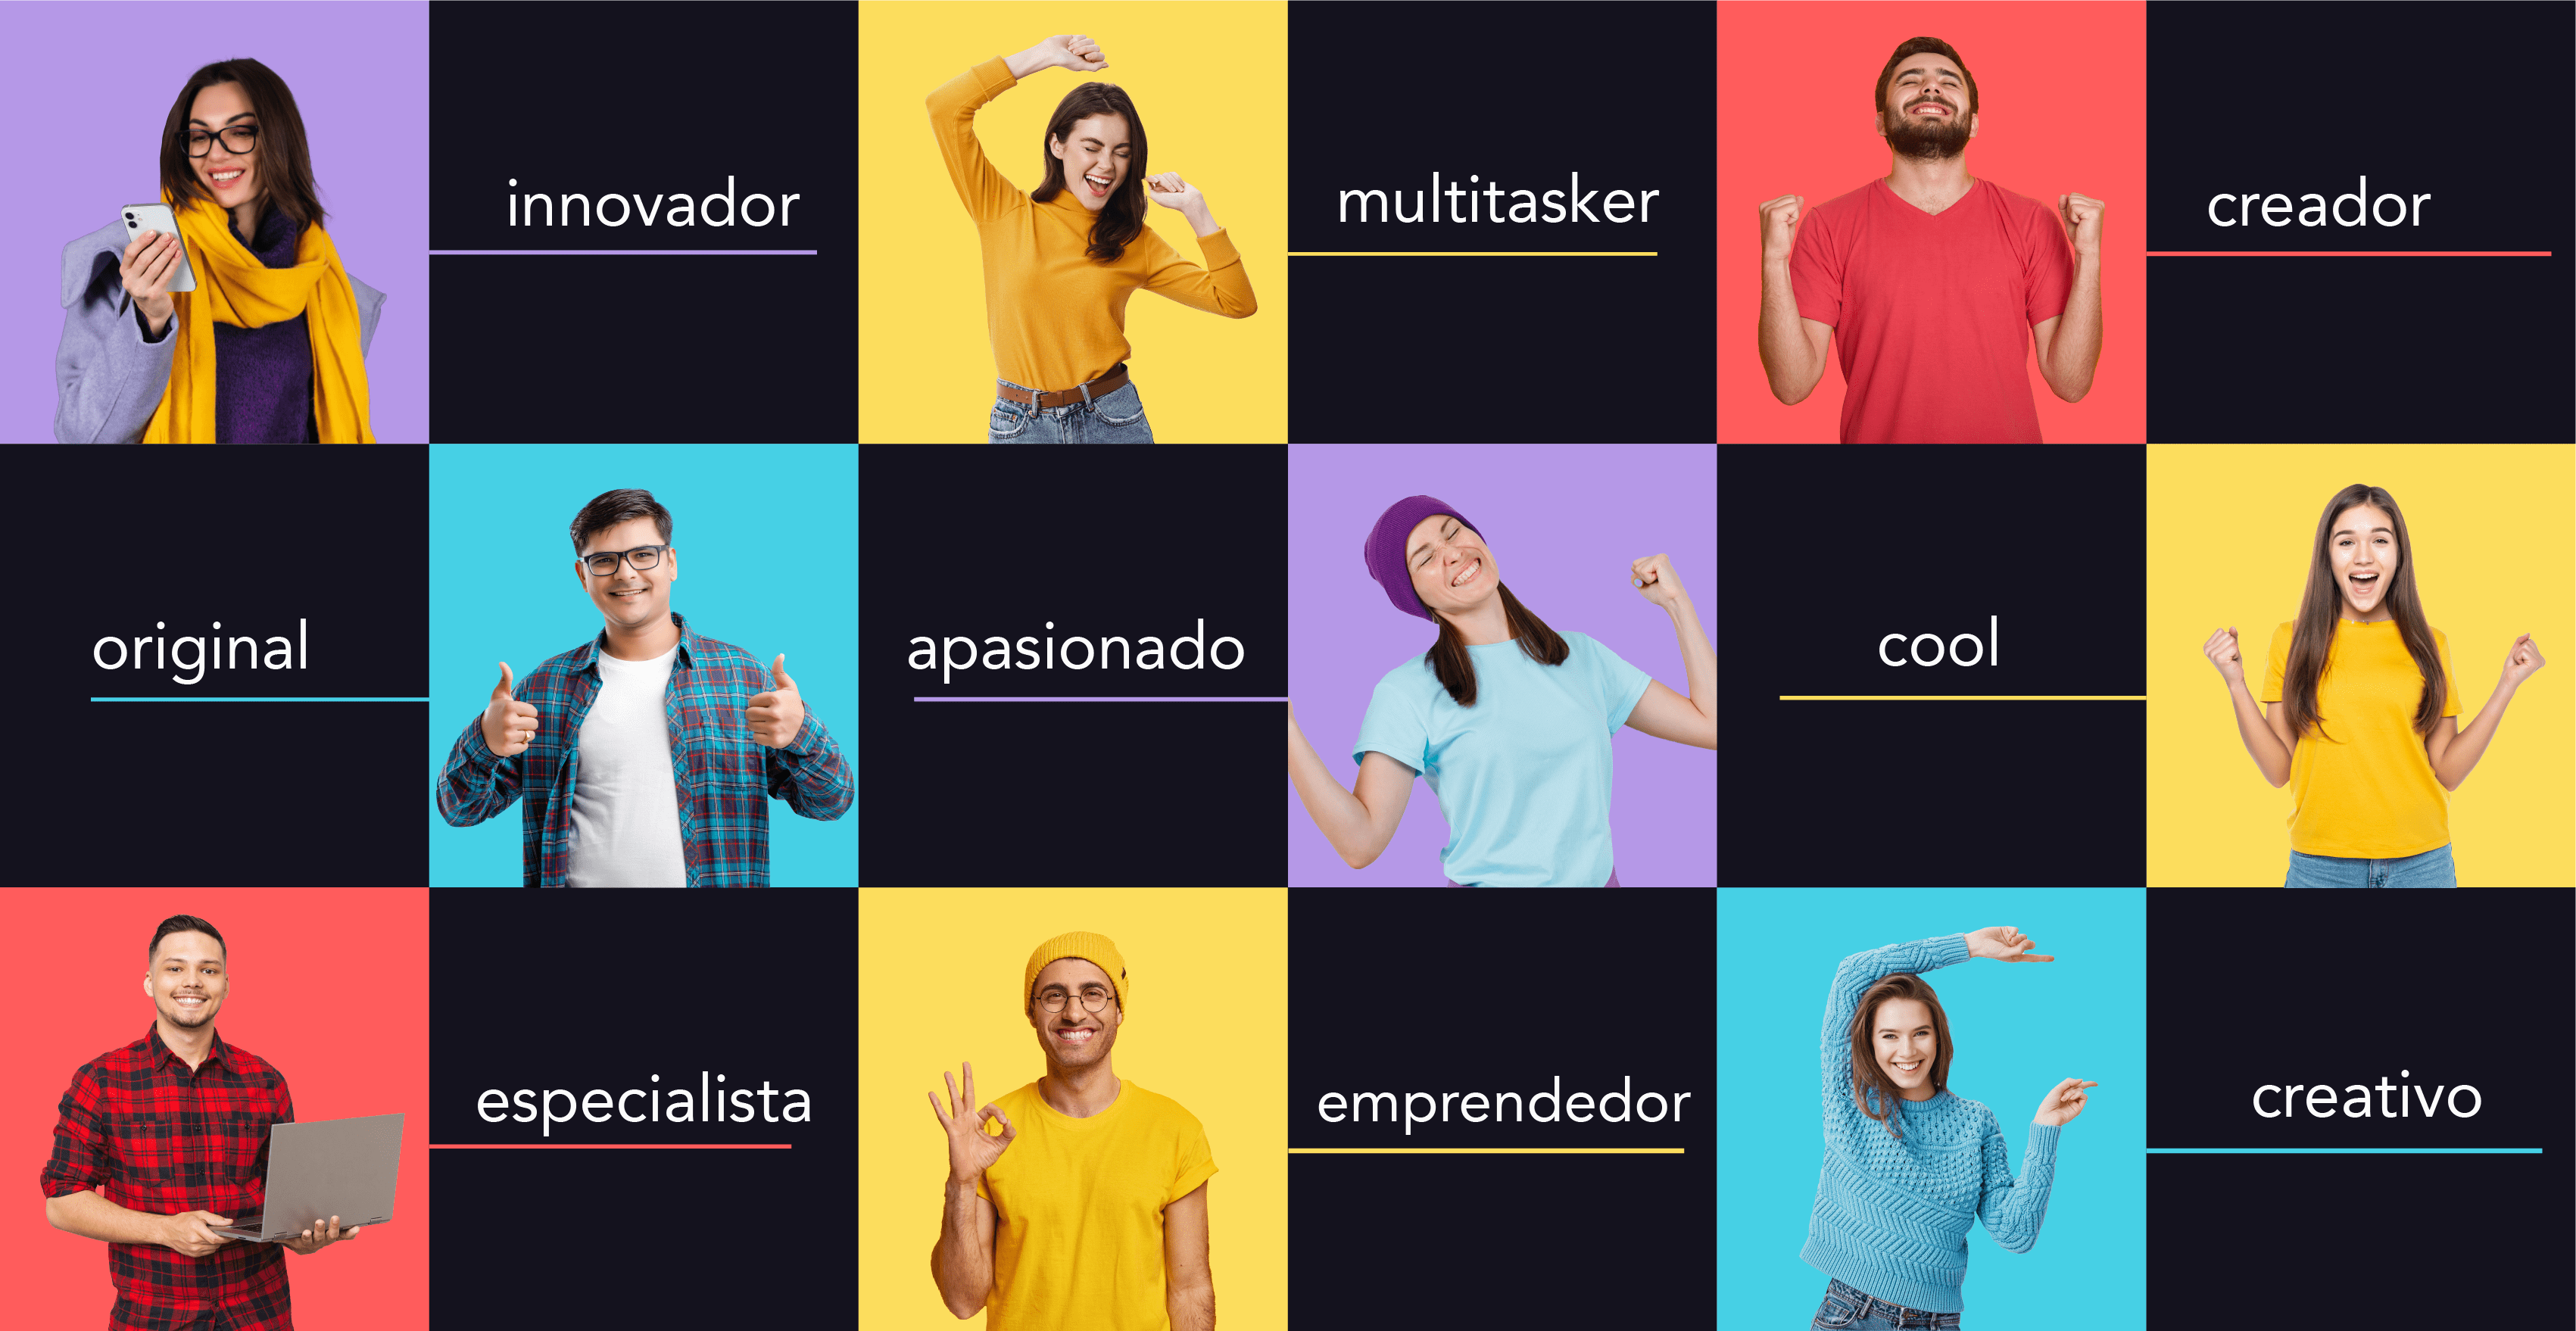 innovador
multitasker
creador
original
apasionado
cool
especialista
emprendedor
creativo